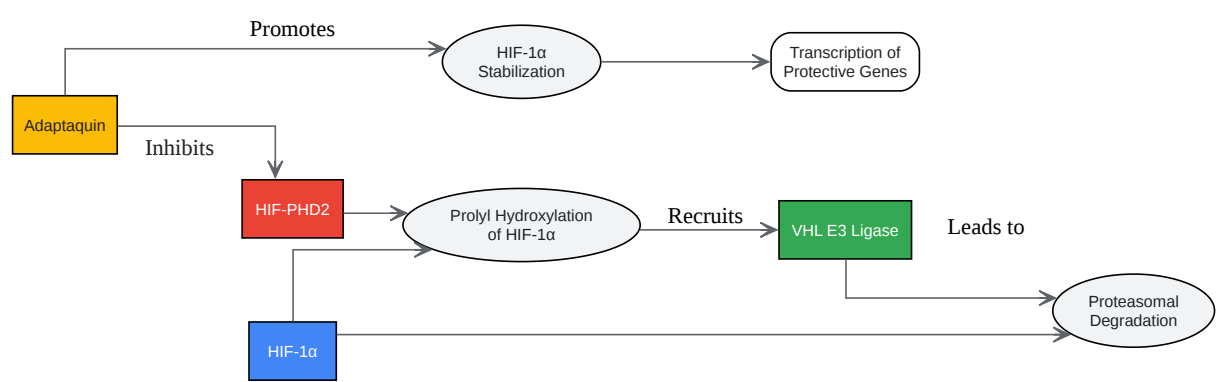 Promotes
HIF-1α
Stabilization
Transcription of
Protective Genes
Adaptaquin
Inhibits
HIF-PHD2
Prolyl Hydroxylation
of HIF-1α
Recruits
VHL E3 Ligase
Leads to
Proteasomal
Degradation
HIF-1α